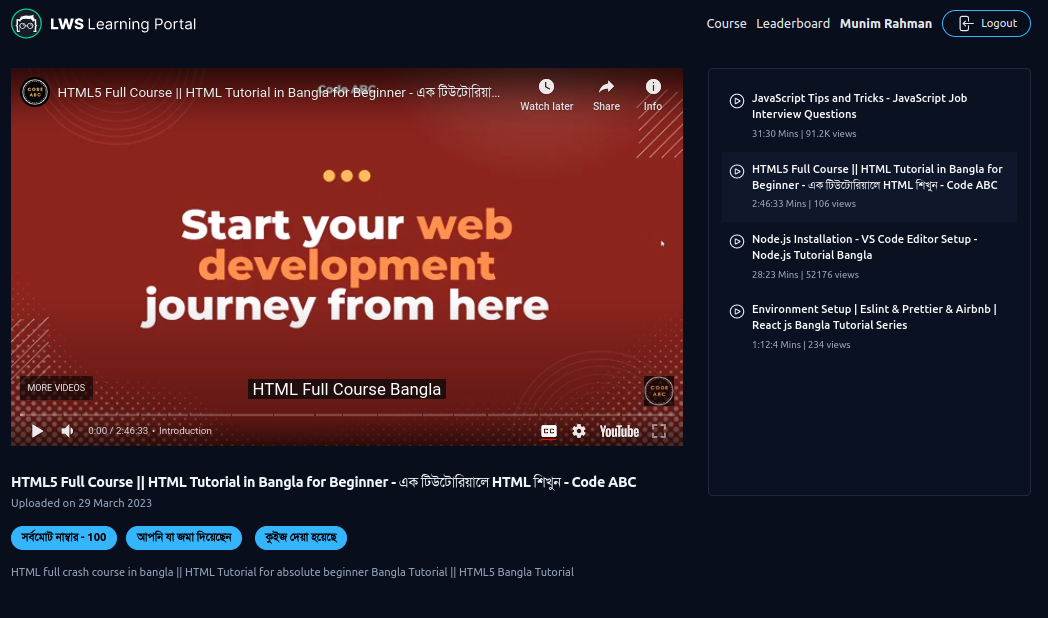 LWS Learning Portal
Course Leaderboard Munim Rahman Logout
HTML5 Full Course || HTML Tutorial in Bangla for Beginner - এক টিউটোরিয়া...
Code ABC
Watch later Share Info
CODE ABC
Start your web
development
journey from here
MORE VIDEOS
HTML Full Course Bangla
CODE ABC
0:00 / 2:46:33 • Introduction
CC
YouTube
JavaScript Tips and Tricks - JavaScript Job
Interview Questions
31:30 Mins | 91.2K views
HTML5 Full Course || HTML Tutorial in Bangla for
Beginner - এক টিউটোরিয়ালে HTML শিখুন - Code ABC
2:46:33 Mins | 106 views
Node.js Installation - VS Code Editor Setup -
Node.js Tutorial Bangla
28:23 Mins | 52176 views
Environment Setup | Eslint & Prettier & Airbnb |
React js Bangla Tutorial Series
1:12:4 Mins | 234 views
HTML5 Full Course || HTML Tutorial in Bangla for Beginner - এক টিউটোরিয়ালে HTML শিখুন - Code ABC
Uploaded on 29 March 2023
সর্বমোট নাম্বার - 100 আপনি যা জমা দিয়েছেন কুইজ দেয়া হয়েছে
HTML full crash course in bangla || HTML Tutorial for absolute beginner Bangla Tutorial || HTML5 Bangla Tutorial